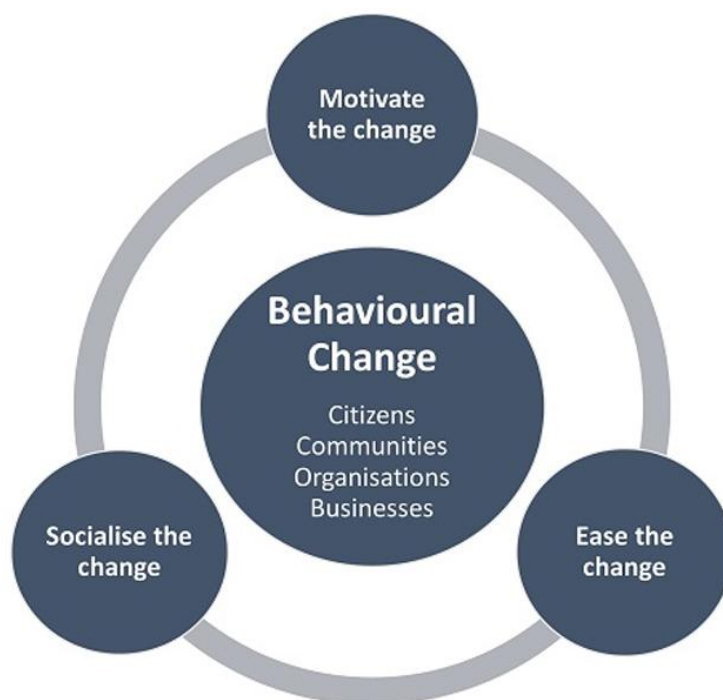 Motivate
the change
Behavioural
Change
Citizens
Communities
Organisations
Businesses
Socialise the
change
Ease the
change